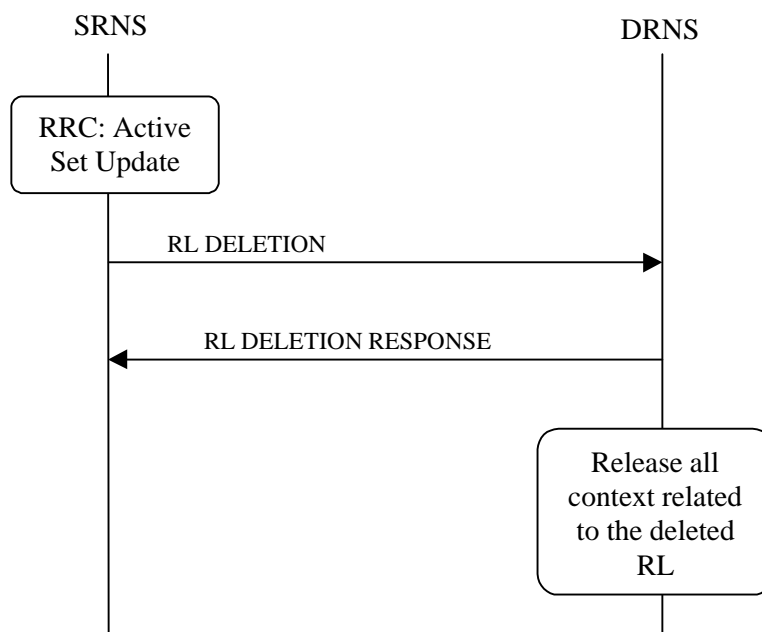 SRNS
DRNS
RRC: Active
Set Update
RL DELETION
RL DELETION RESPONSE
Release all
context related
to the deleted
RL